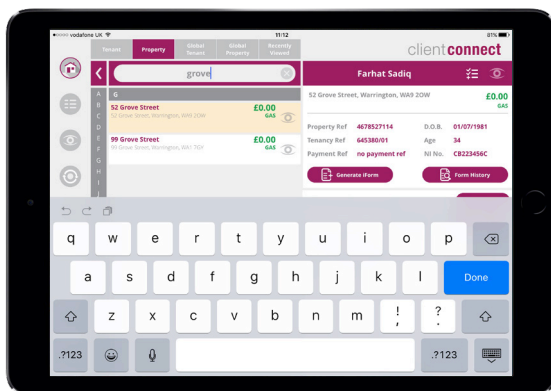 vodafone UK 11:12 81%
Tenant Property Global Tenant Global Property Recently Viewed
clientconnect
grove
Farhat Sadiq
A
B
C
D
E
F
G
H
I
J
G
52 Grove Street £0.00
52 Grove Street, Warrington, WA9 2OW GAS
99 Grove Street £0.00
99 Grove Street, Warrington, WA1 7GY GAS
52 Grove Street, Warrington, WA9 2OW £0.00
GAS
Property Ref 4678527114 D.O.B. 01/07/1981
Tenancy Ref 645380/01 Age 34
Payment Ref no payment ref NI No. CB223456C
Generate iForm Form History
q w e r t y u i o p
a s d f g h j k l Done
z x c v b n m ! , ? .
.?123 .?123